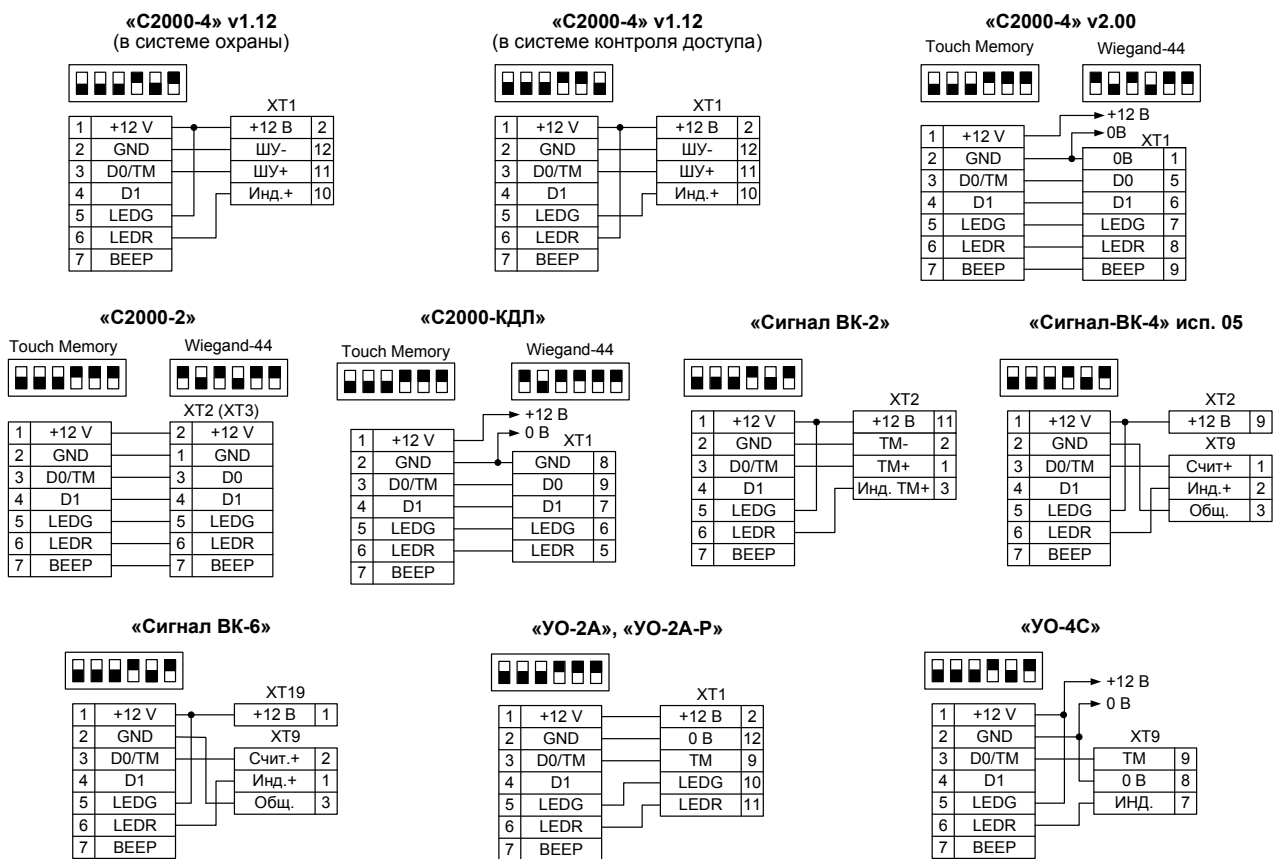 «С2000-4» v1.12
(в системе охраны)
XT1
1 +12 V +12 В 2
2 GND ШУ- 12
3 D0/TM ШУ+ 11
4 D1 Инд.+ 10
5 LEDG
6 LEDR
7 BEEP
«С2000-4» v1.12
(в системе контроля доступа)
XT1
1 +12 V +12 В 2
2 GND ШУ- 12
3 D0/TM ШУ+ 11
4 D1 Инд.+ 10
5 LEDG
6 LEDR
7 BEEP
«С2000-4» v2.00
Touch Memory Wiegand-44
+12 В
0В
XT1
1 +12 V
2 GND 0В 1
3 D0/TM D0 5
4 D1 D1 6
5 LEDG LEDG 7
6 LEDR LEDR 8
7 BEEP BEEP 9
«С2000-2»
Touch Memory Wiegand-44
XT2 (XT3)
1 +12 V 2 +12 V
2 GND 1 GND
3 D0/TM 3 D0
4 D1 4 D1
5 LEDG 5 LEDG
6 LEDR 6 LEDR
7 BEEP 7 BEEP
«С2000-КДЛ»
Touch Memory Wiegand-44
+12 В
0 В
XT1
1 +12 V
2 GND GND 8
3 D0/TM D0 9
4 D1 D1 7
5 LEDG LEDG 6
6 LEDR LEDR 5
7 BEEP
«Сигнал ВК-2»
XT2
1 +12 V +12 В 11
2 GND TM- 2
3 D0/TM TM+ 1
4 D1 Инд. TM+ 3
5 LEDG
6 LEDR
7 BEEP
«Сигнал-ВК-4» исп. 05
XT2
1 +12 V +12 В 9
2 GND XT9
3 D0/TM Счит+ 1
4 D1 Инд.+ 2
5 LEDG Общ. 3
6 LEDR
7 BEEP
«Сигнал ВК-6»
XT19
1 +12 V +12 В 1
2 GND XT9
3 D0/TM Счит.+ 2
4 D1 Инд.+ 1
5 LEDG Общ. 3
6 LEDR
7 BEEP
«УО-2А», «УО-2А-Р»
XT1
1 +12 V +12 В 2
2 GND 0 В 12
3 D0/TM TM 9
4 D1 LEDG 10
5 LEDG LEDR 11
6 LEDR
7 BEEP
«УО-4С»
+12 В
0 В
1 +12 V
2 GND XT9
3 D0/TM TM 9
4 D1 0 В 8
5 LEDG ИНД. 7
6 LEDR
7 BEEP